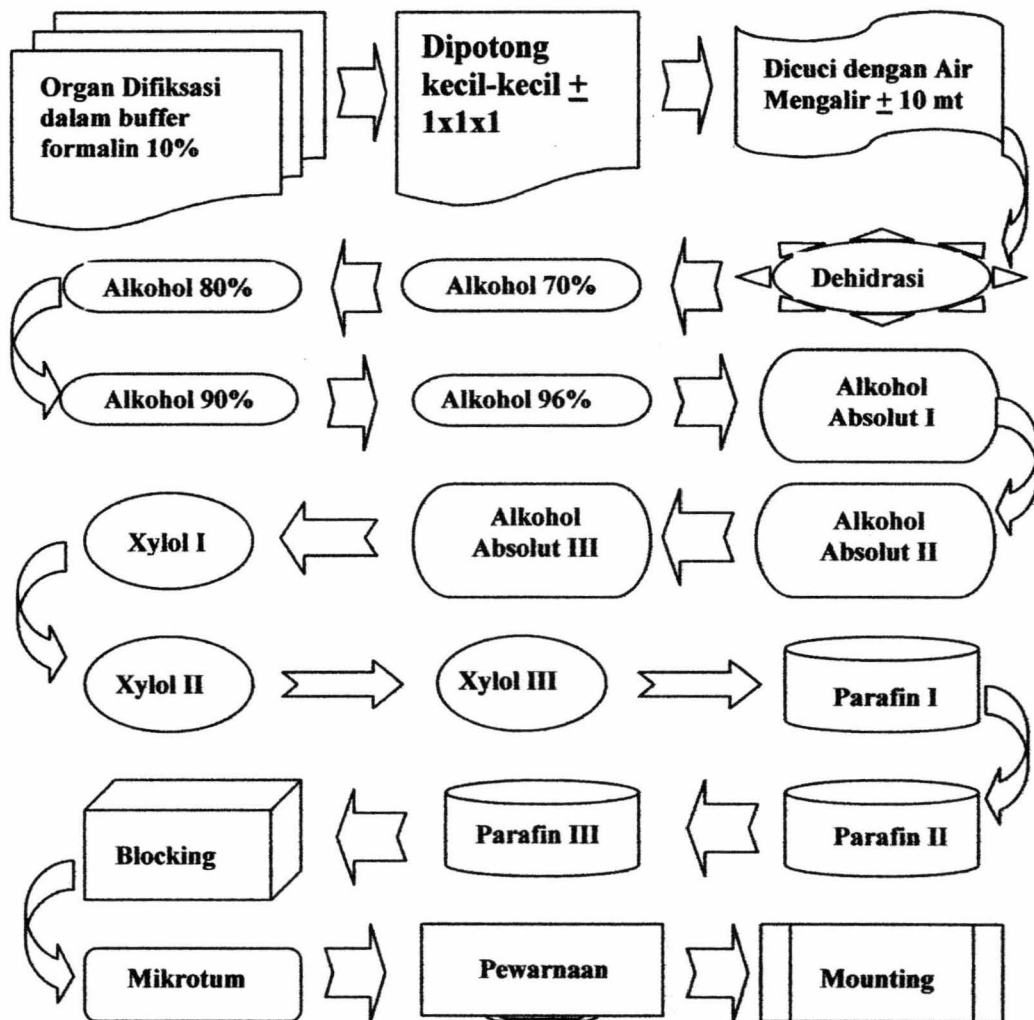 Organ Difiksasi
dalam buffer
formalin 10%
Dipotong
kecil-kecil ±
1x1x1
Dicuci dengan Air
Mengalir ± 10 mt
Dehidrasi
Alkohol 70%
Alkohol 80%
Alkohol 90%
Alkohol 96%
Alkohol
Absolut I
Alkohol
Absolut II
Alkohol
Absolut III
Xylol I
Xylol II
Xylol III
Parafin I
Parafin II
Parafin III
Blocking
Mikrotum
Pewarnaan
Mounting